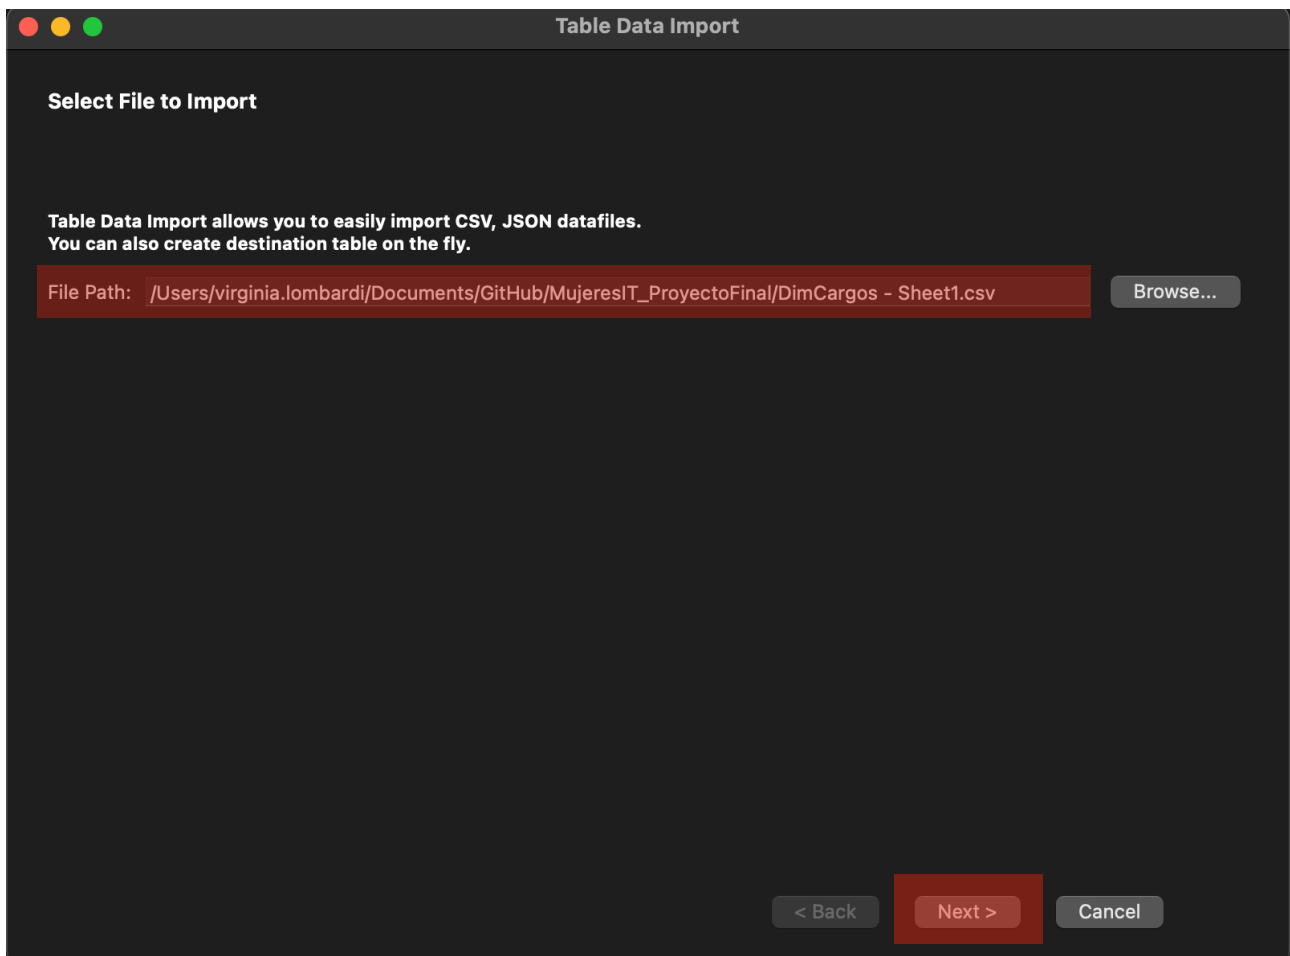 Table Data Import
Select File to Import
Table Data Import allows you to easily import CSV, JSON datafiles.
You can also create destination table on the fly.
File Path: /Users/virginia.lombardi/Documents/GitHub/MujeresIT_ProyectoFinal/DimCargos - Sheet1.csv Browse...
< Back Next > Cancel